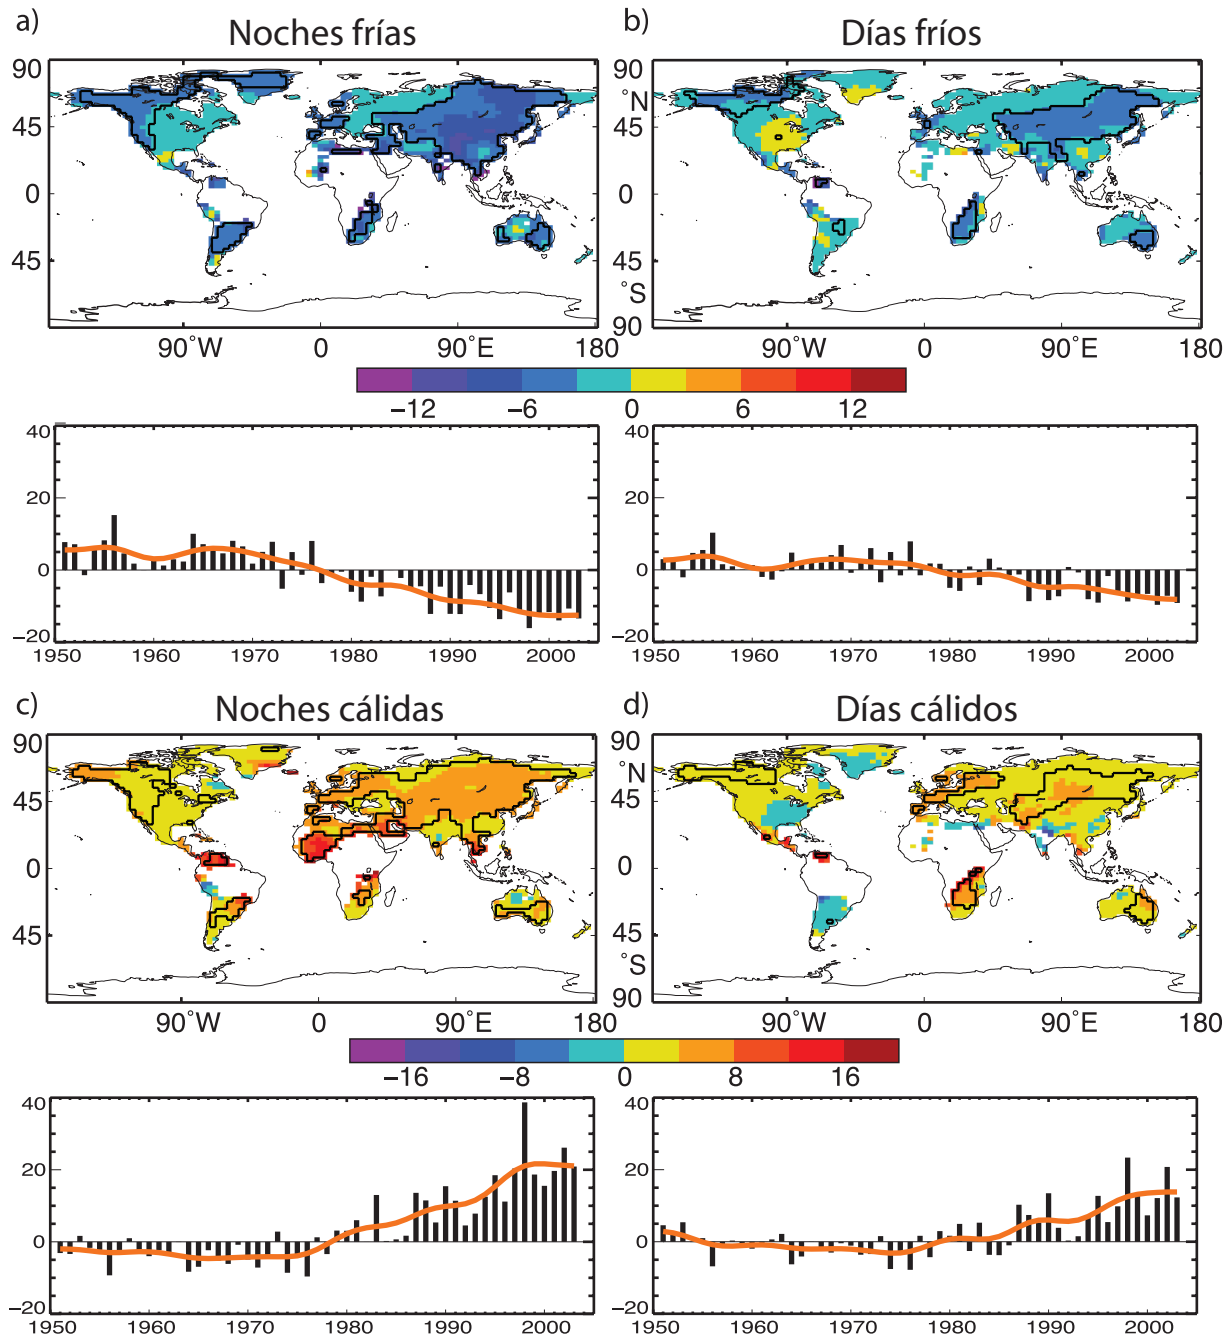 a) Noches frías b) Días fríos
90 90
45 °N 45
0 0
45 45
°S
90
90°W 0 90°E 180 90°W 0 90°E 180
−12 −6 0 6 12
40 40
20 20
0 0
−20 −20
1950 1960 1970 1980 1990 2000 1950 1960 1970 1980 1990 2000
c) Noches cálidas d) Días cálidos
90 90
45 °N 45
0 0
45 45
°S
90
90°W 0 90°E 180 90°W 0 90°E 180
−16 −8 0 8 16
40 40
20 20
0 0
−20 −20
1950 1960 1970 1980 1990 2000 1950 1960 1970 1980 1990 2000